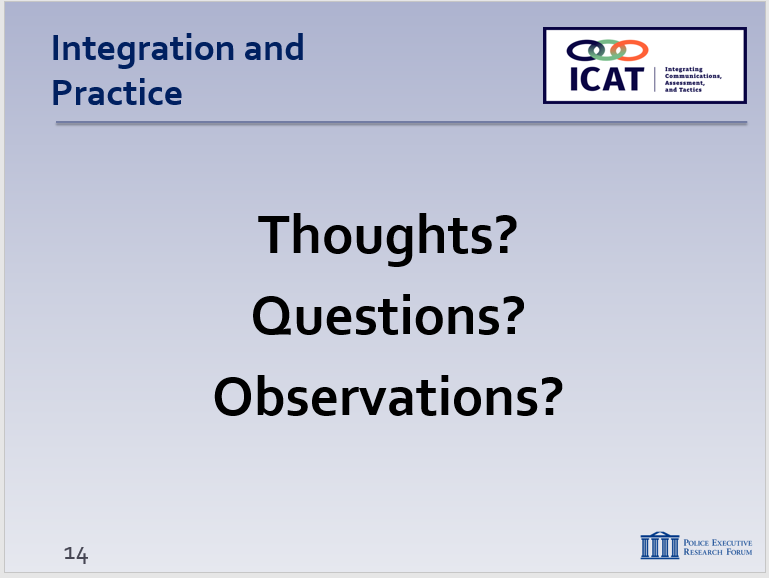 Integration and
Practice
ICAT
Integrating
Communications,
Assessment,
and Tactics
Thoughts?
Questions?
Observations?
14
POLICE EXECUTIVE
RESEARCH FORUM